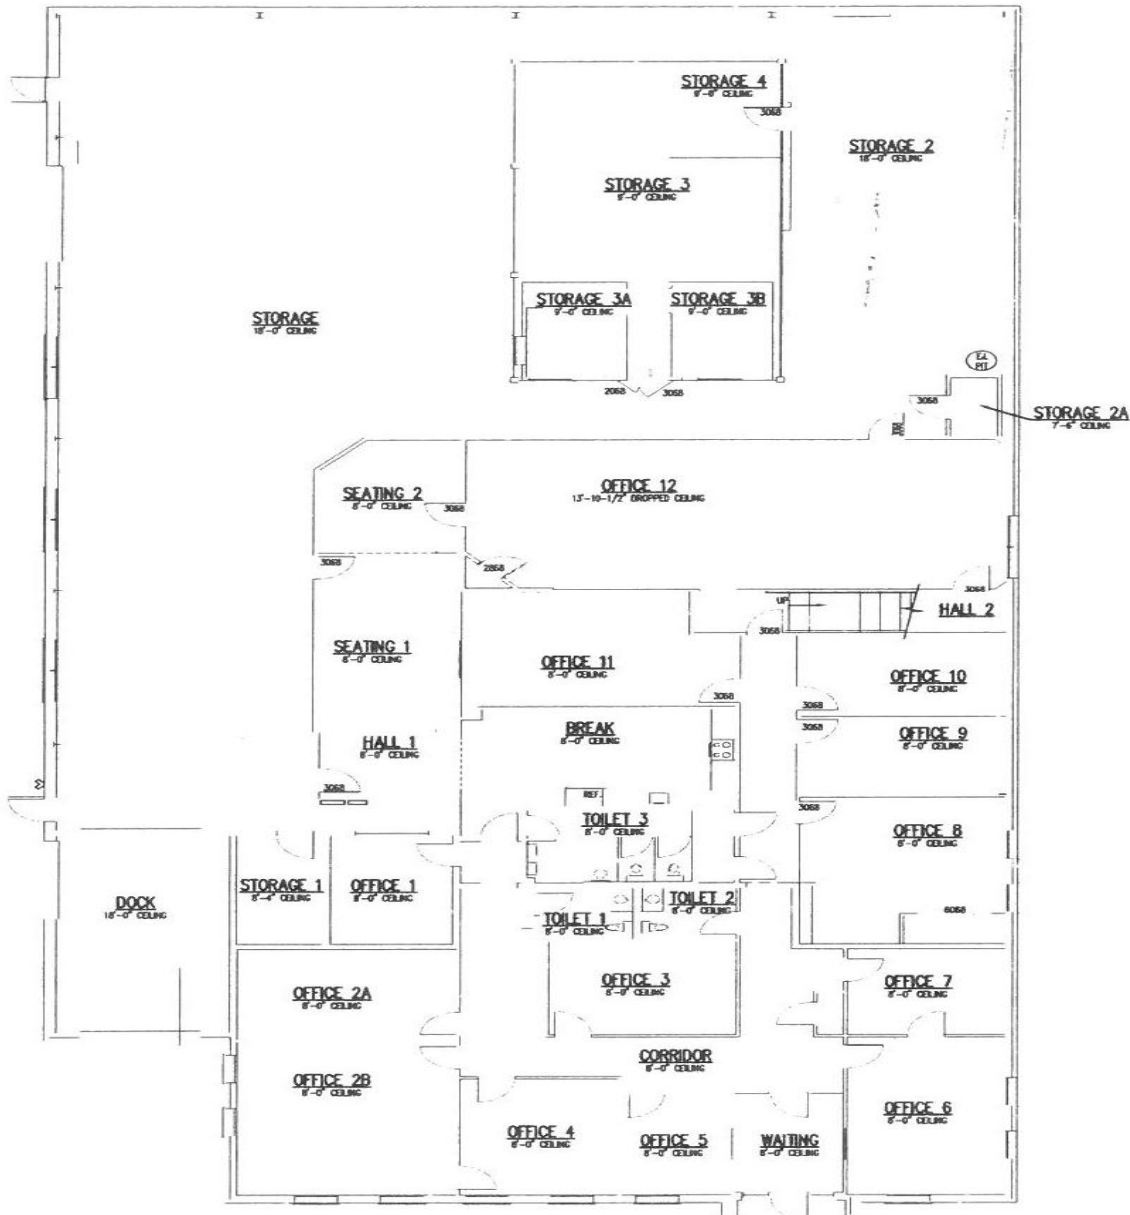 STORAGE 4
9'-0" CEILING
3068
STORAGE 2
18'-0" CEILING
STORAGE 3
9'-0" CEILING
STORAGE 3A
9'-0" CEILING
STORAGE 3B
9'-0" CEILING
STORAGE
18'-0" CEILING
PIT
2068
3068
3068
STORAGE 2A
7'-6" CEILING
SEATING 2
8'-0" CEILING
3068
OFFICE 12
13'-10-1/2" DROPPED CEILING
3068
2868
3068
UP
HALL 2
3068
SEATING 1
8'-0" CEILING
OFFICE 11
8'-0" CEILING
3068
OFFICE 10
8'-0" CEILING
3068
3068
BREAK
8'-0" CEILING
OFFICE 9
8'-0" CEILING
HALL 1
8'-0" CEILING
3068
REF.
3068
TOILET 3
8'-0" CEILING
OFFICE 8
8'-0" CEILING
6068
DOCK
18'-0" CEILING
STORAGE 1
8'-4" CEILING
OFFICE 1
8'-0" CEILING
TOILET 1
8'-0" CEILING
TOILET 2
8'-0" CEILING
OFFICE 2A
8'-0" CEILING
OFFICE 3
8'-0" CEILING
OFFICE 7
8'-0" CEILING
OFFICE 2B
8'-0" CEILING
CORRIDOR
8'-0" CEILING
OFFICE 4
8'-0" CEILING
OFFICE 5
8'-0" CEILING
WAITING
8'-0" CEILING
OFFICE 6
8'-0" CEILING